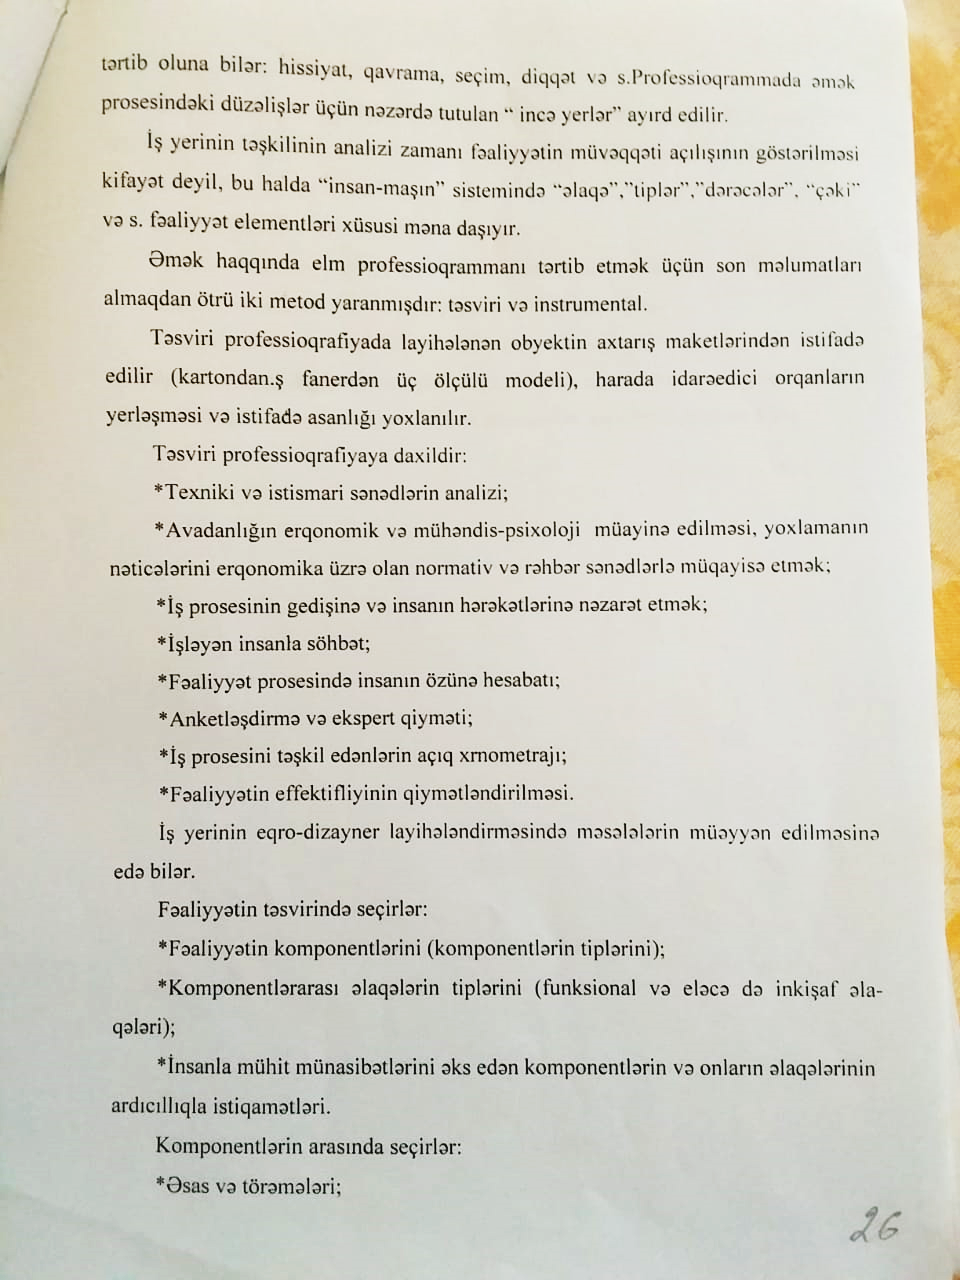 tərtib oluna bilər: hissiyat, qavrama, seçim, diqqət və s.Professioqrammada əmək
prosesindəki düzəlişlər üçün nəzərdə tutulan “ incə yerlər” ayırd edilir.
İş yerinin təşkilinin analizi zamanı fəaliyyətin müvəqqəti açılışının göstərilməsi
kifayət deyil, bu halda “insan-maşın” sistemində “əlaqə”,”tiplər”,”dərəcələr”, “çəki”
və s. fəaliyyət elementləri xüsusi məna daşıyır.
Əmək haqqında elm professioqrammanı tərtib etmək üçün son məlumatları
almaqdan ötrü iki metod yaranmışdır: təsviri və instrumental.
Təsviri professioqrafiyada layihələnən obyektin axtarış maketlərindən istifadə
edilir (kartondan.ş fanerdən üç ölçülü modeli), harada idarəedici orqanların
yerləşməsi və istifadə asanlığı yoxlanılır.
Təsviri professioqrafiyaya daxildir:
*Texniki və istismari sənədlərin analizi;
*Avadanlığın erqonomik və mühəndis-psixoloji müayinə edilməsi, yoxlamanın
nəticələrini erqonomika üzrə olan normativ və rəhbər sənədlərlə müqayisə etmək;
*İş prosesinin gedişinə və insanın hərəkətlərinə nəzarət etmək;
*İşləyən insanla söhbət;
*Fəaliyyət prosesində insanın özünə hesabatı;
*Anketləşdirmə və ekspert qiyməti;
*İş prosesini təşkil edənlərin açıq xrnometrajı;
*Fəaliyyətin effektifliyinin qiymətləndirilməsi.
İş yerinin eqro-dizayner layihələndirməsində məsələlərin müəyyən edilməsinə
edə bilər.
Fəaliyyətin təsvirində seçirlər:
*Fəaliyyətin komponentlərini (komponentlərin tiplərini);
*Komponentlərarası əlaqələrin tiplərini (funksional və eləcə də inkişaf əla-
qələri);
*İnsanla mühit münasibətlərini əks edən komponentlərin və onların əlaqələrinin
ardıcıllıqla istiqamətləri.
Komponentlərin arasında seçirlər:
*Əsas və törəmələri;
26